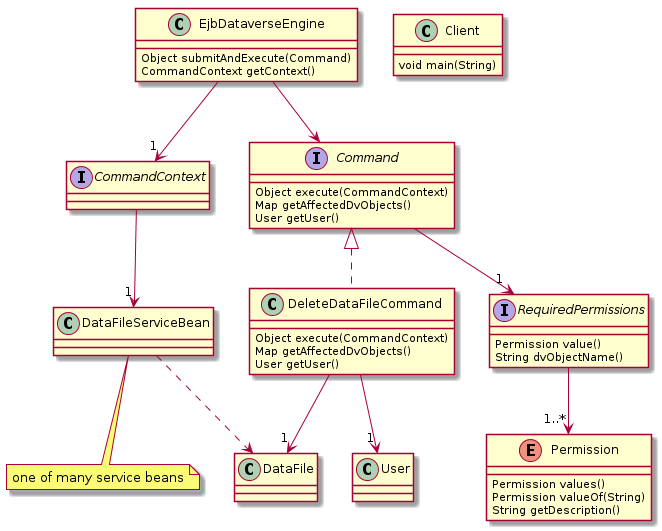 C EjbDataverseEngine
Object submitAndExecute(Command)
CommandContext getContext()
C Client
void main(String)
1
I CommandContext
I Command
Object execute(CommandContext)
Map getAffectedDvObjects()
User getUser()
1
1
C DataFileServiceBean
C DeleteDataFileCommand
Object execute(CommandContext)
Map getAffectedDvObjects()
User getUser()
I RequiredPermissions
Permission value()
String dvObjectName()
1
1
1..*
one of many service beans
C DataFile
C User
E Permission
Permission values()
Permission valueOf(String)
String getDescription()